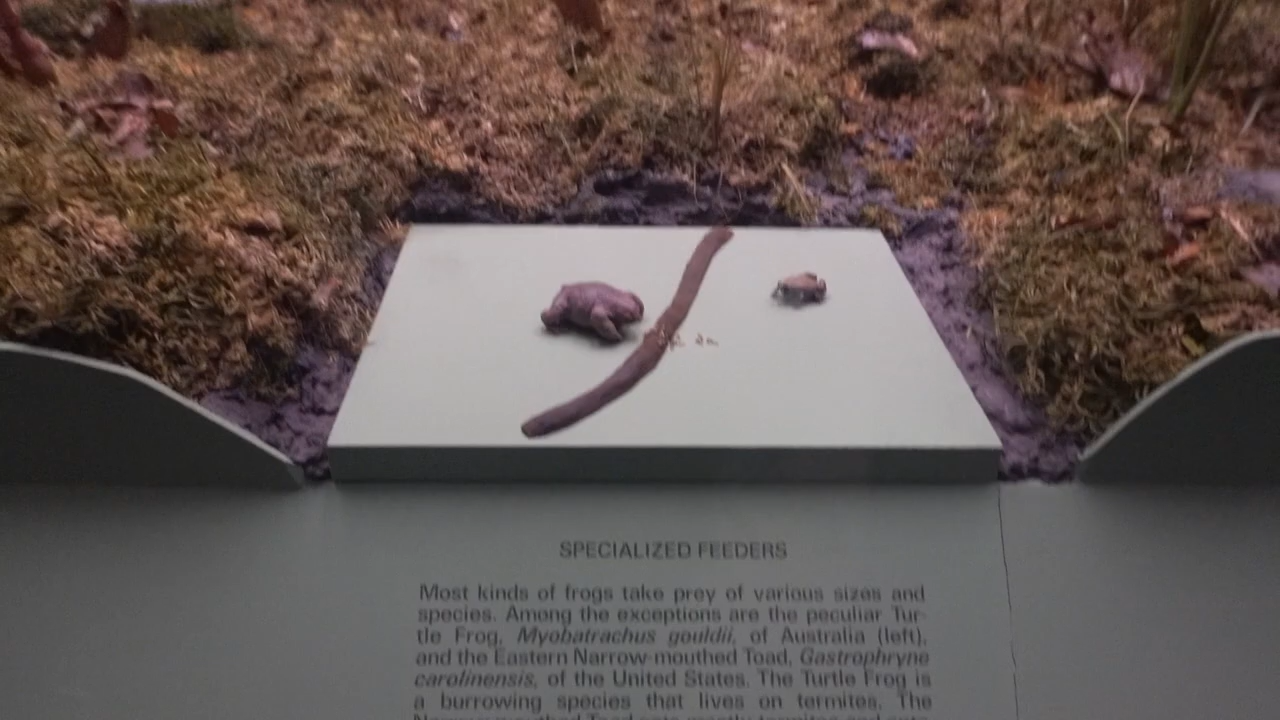 SPECIALIZED FEEDERS
Most kinds of frogs take prey of various sizes and
species. Among the exceptions are the peculiar Tur-
tle Frog, Myobatrachus gouldii, of Australia (left),
and the Eastern Narrow-mouthed Toad, Gastrophryne
carolinensis, of the United States. The Turtle Frog is
a burrowing species that lives on termites. The